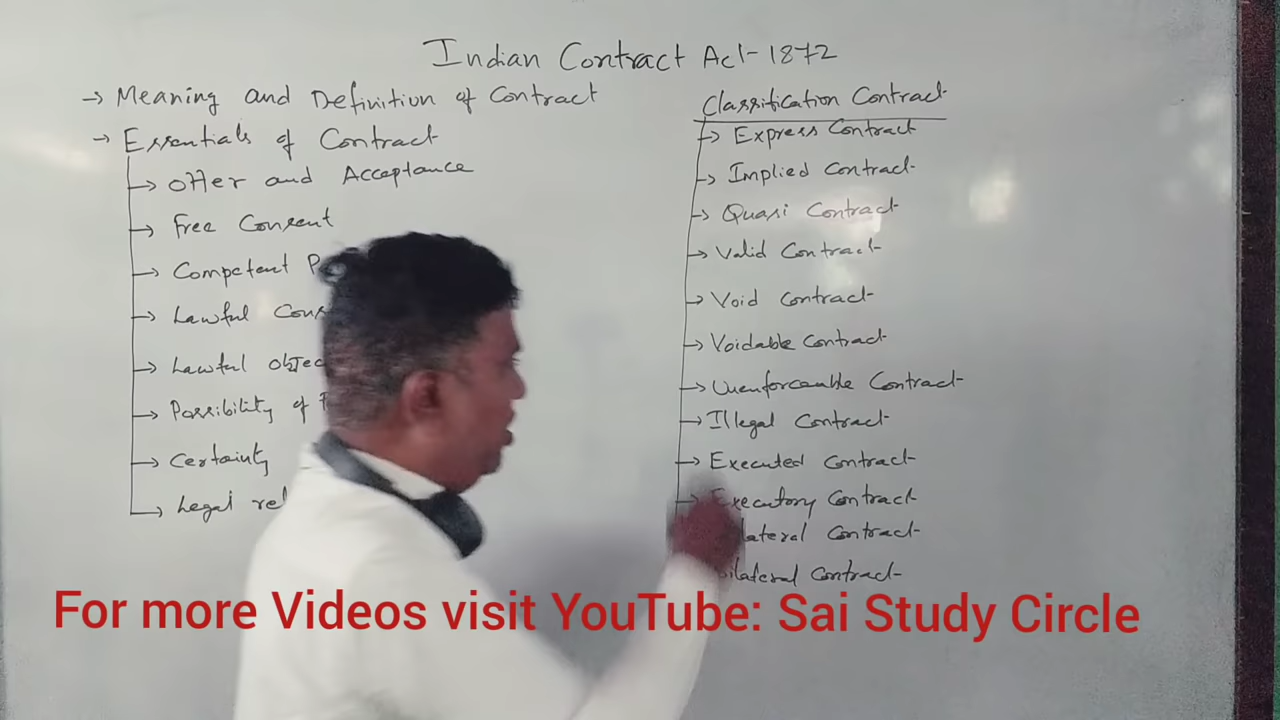 Indian Contract Act-1872
→ Meaning and Definition of Contract
→ Essentials of Contract
→ Offer and Acceptance
→ Free Consent
→ Competent
→ Lawful
→ Lawful
→ Possibility of
→ Certainty
→ Legal
Classification Contract
→ Express Contract
→ Implied Contract
→ Quasi Contract
→ Valid Contract
→ Void Contract
→ Voidable Contract
→ Unenforceable Contract
→ Illegal Contract
→ Executed Contract
→ Executory Contract
Contract
Contract
For more Videos visit YouTube: Sai Study Circle